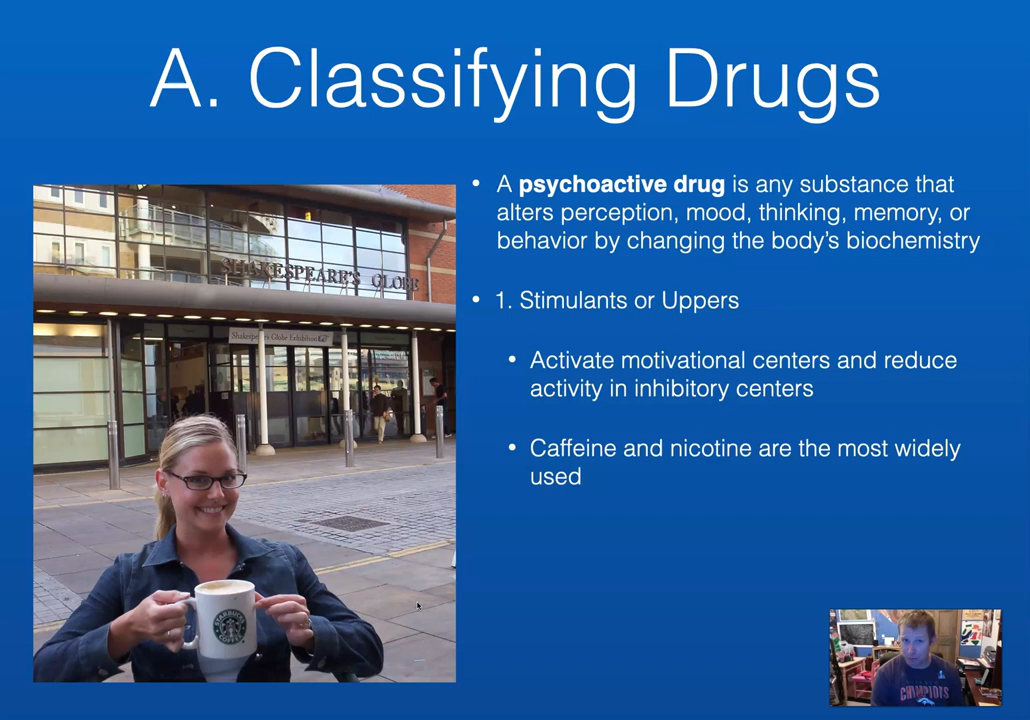 A. Classifying Drugs
• A psychoactive drug is any substance that
alters perception, mood, thinking, memory, or
behavior by changing the body's biochemistry
• 1. Stimulants or Uppers
• Activate motivational centers and reduce
activity in inhibitory centers
• Caffeine and nicotine are the most widely
used
SHAKESPEARE'S GLOBE
Shakespeare's Globe Exhibition
STARBUCKS
COFFEE
CHAMPIONS